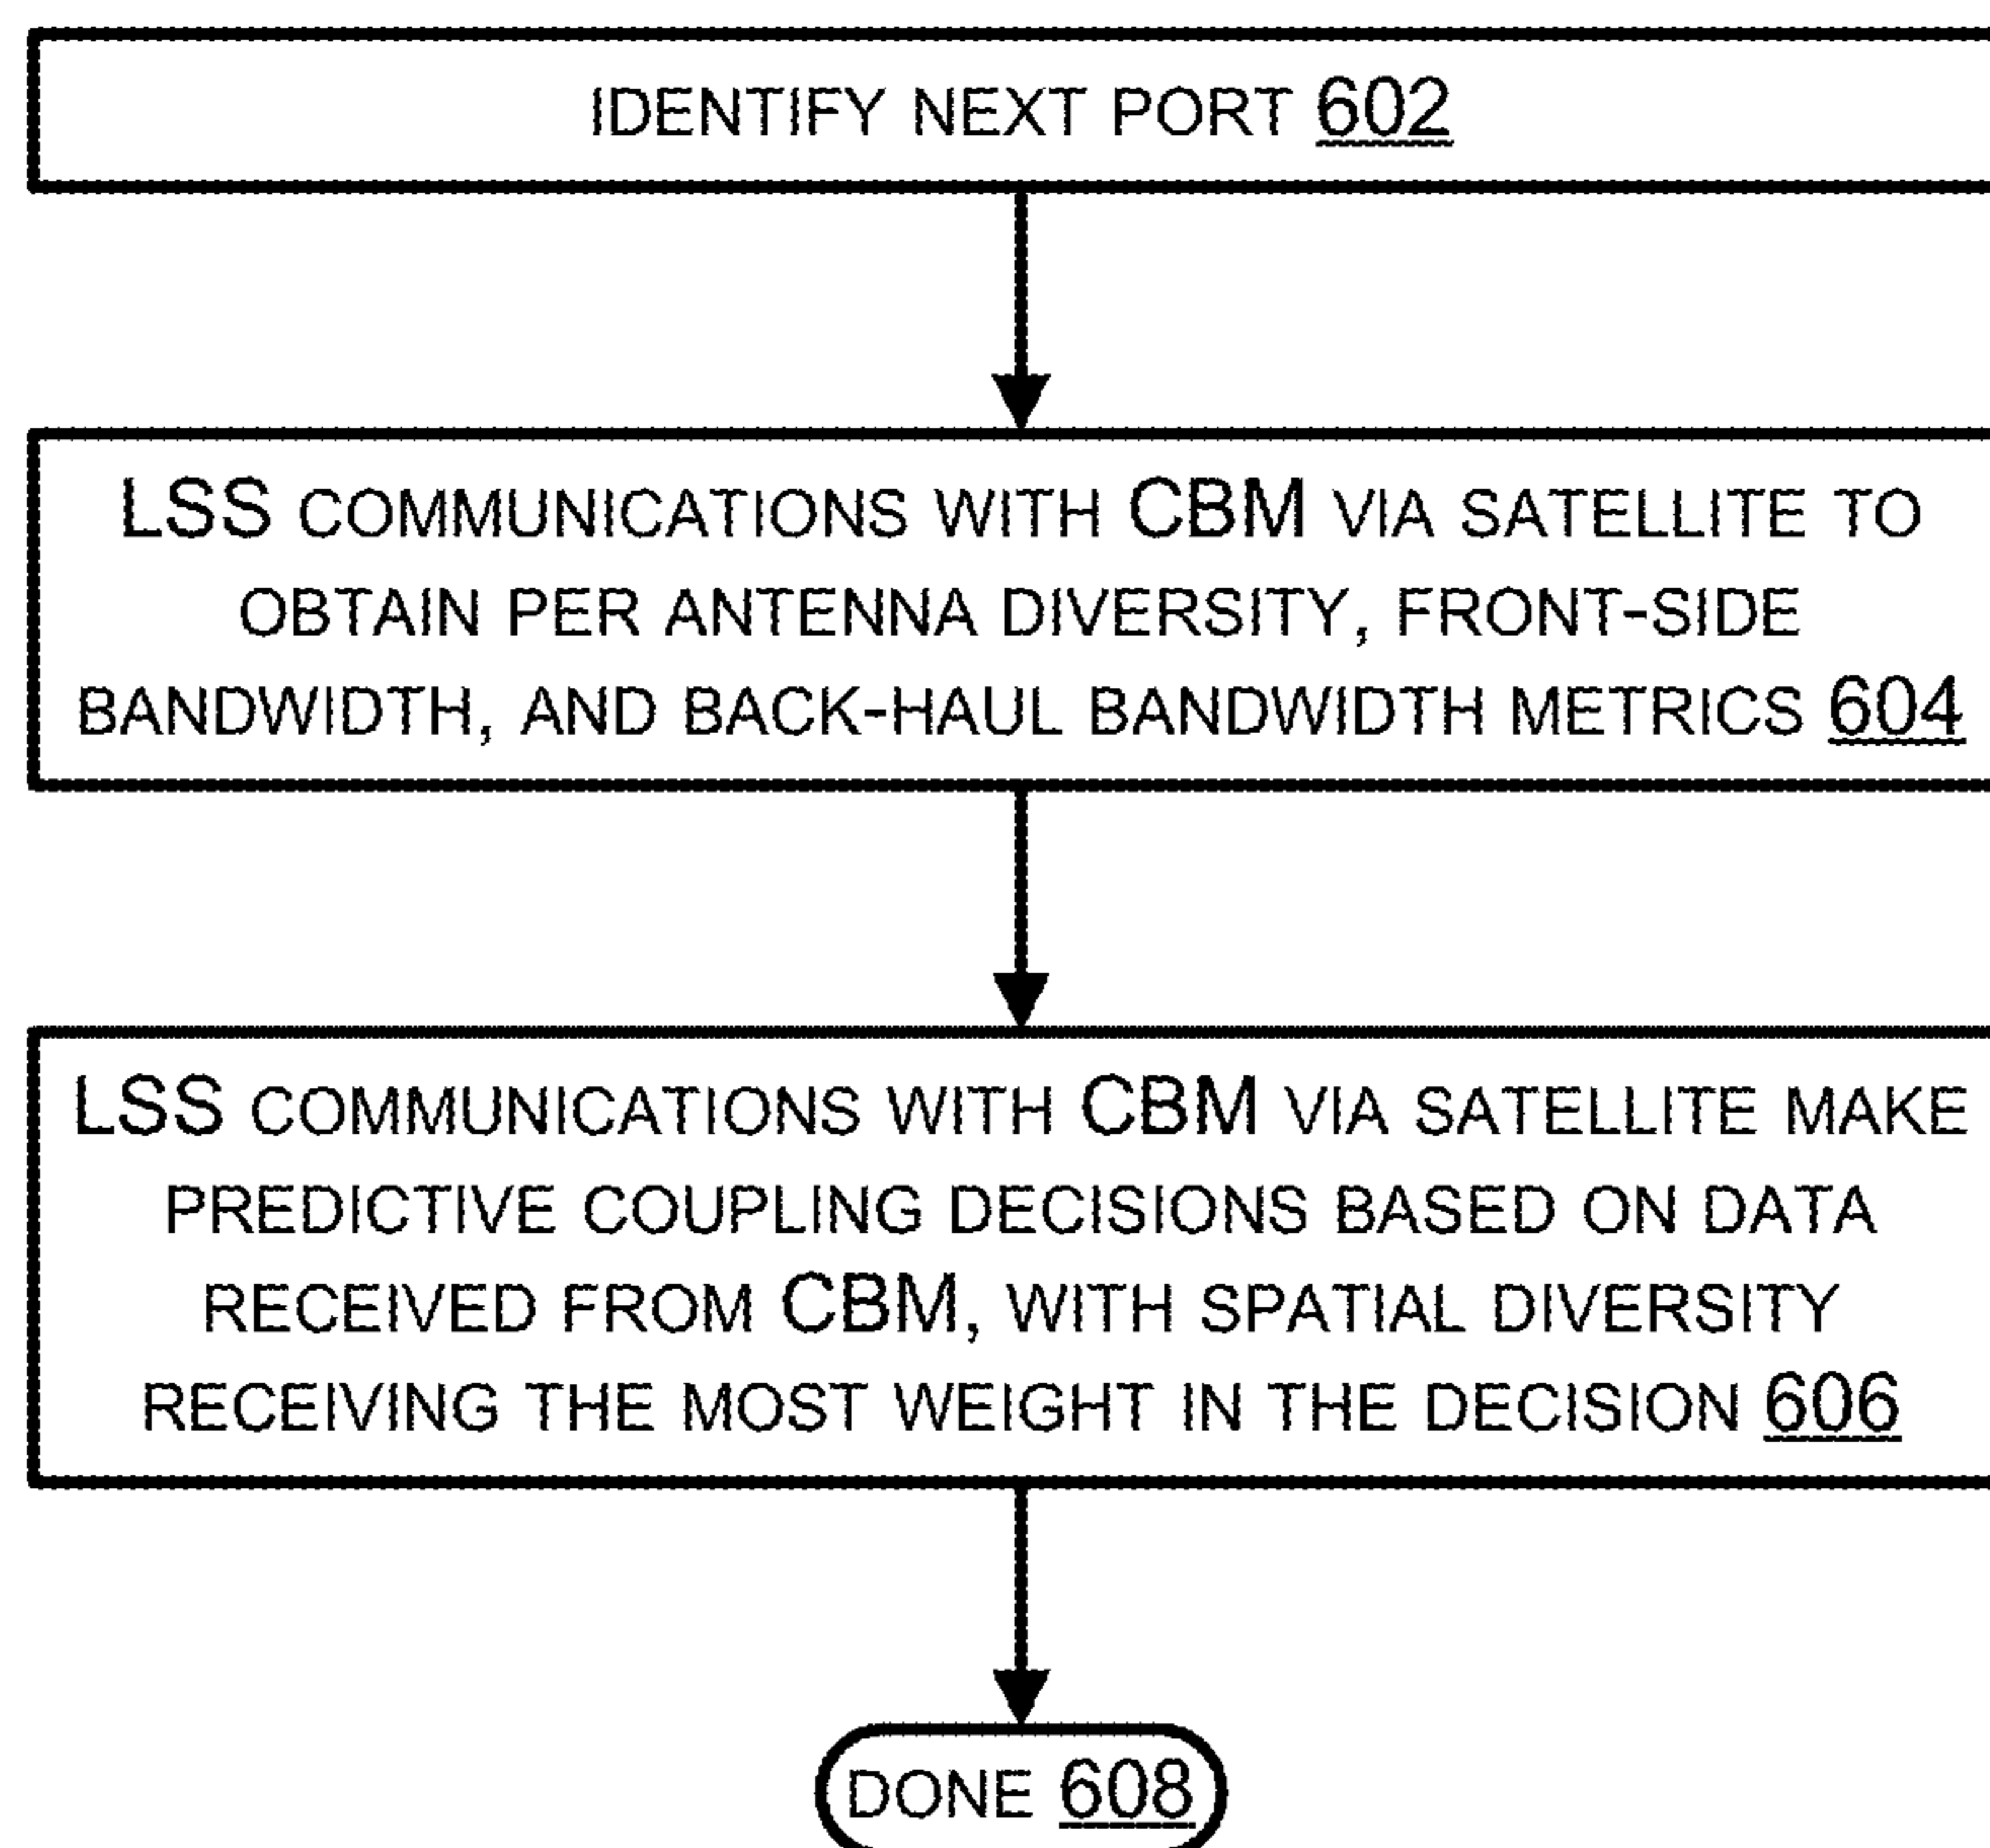 IDENTIFY NEXT PORT 602
LSS COMMUNICATIONS WITH CBM VIA SATELLITE TO
OBTAIN PER ANTENNA DIVERSITY, FRONT-SIDE
BANDWIDTH, AND BACK-HAUL BANDWIDTH METRICS 604
LSS COMMUNICATIONS WITH CBM VIA SATELLITE MAKE
PREDICTIVE COUPLING DECISIONS BASED ON DATA
RECEIVED FROM CBM, WITH SPATIAL DIVERSITY
RECEIVING THE MOST WEIGHT IN THE DECISION 606
DONE 608